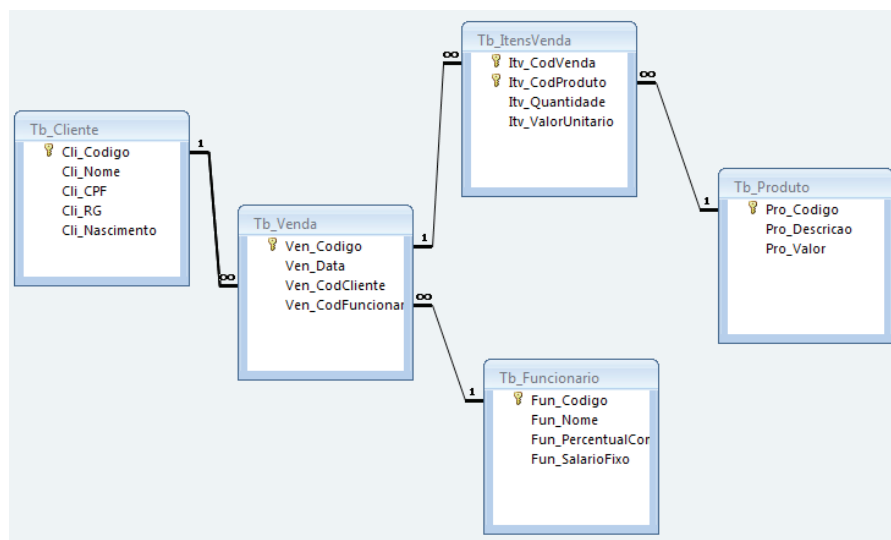 Tb_Cliente
Cli_Codigo
Cli_Nome
Cli_CPF
Cli_RG
Cli_Nascimento
1
∞
Tb_Venda
Ven_Codigo
Ven_Data
Ven_CodCliente
Ven_CodFuncionar
1
∞
∞
1
Tb_ItensVenda
Itv_CodVenda
Itv_CodProduto
Itv_Quantidade
Itv_ValorUnitario
∞
1
Tb_Produto
Pro_Codigo
Pro_Descricao
Pro_Valor
Tb_Funcionario
Fun_Codigo
Fun_Nome
Fun_PercentualCor
Fun_SalarioFixo